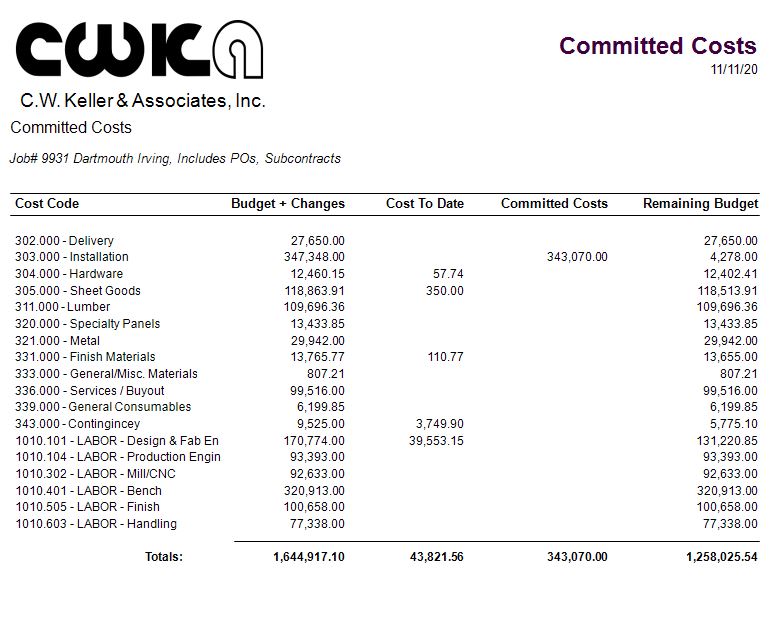 CWKA
Committed Costs
11/11/20
C.W. Keller & Associates, Inc.
Committed Costs
Job# 9931 Dartmouth Irving, Includes POs, Subcontracts
Cost Code Budget + Changes Cost To Date Committed Costs Remaining Budget
302.000 - Delivery 27,650.00 27,650.00
303.000 - Installation 347,348.00 343,070.00 4,278.00
304.000 - Hardware 12,460.15 57.74 12,402.41
305.000 - Sheet Goods 118,863.91 350.00 118,513.91
311.000 - Lumber 109,696.36 109,696.36
320.000 - Specialty Panels 13,433.85 13,433.85
321.000 - Metal 29,942.00 29,942.00
331.000 - Finish Materials 13,765.77 110.77 13,655.00
333.000 - General/Misc. Materials 807.21 807.21
336.000 - Services / Buyout 99,516.00 99,516.00
339.000 - General Consumables 6,199.85 6,199.85
343.000 - Contingincey 9,525.00 3,749.90 5,775.10
1010.101 - LABOR - Design & Fab En 170,774.00 39,553.15 131,220.85
1010.104 - LABOR - Production Engin 93,393.00 93,393.00
1010.302 - LABOR - Mill/CNC 92,633.00 92,633.00
1010.401 - LABOR - Bench 320,913.00 320,913.00
1010.505 - LABOR - Finish 100,658.00 100,658.00
1010.603 - LABOR - Handling 77,338.00 77,338.00
Totals: 1,644,917.10 43,821.56 343,070.00 1,258,025.54